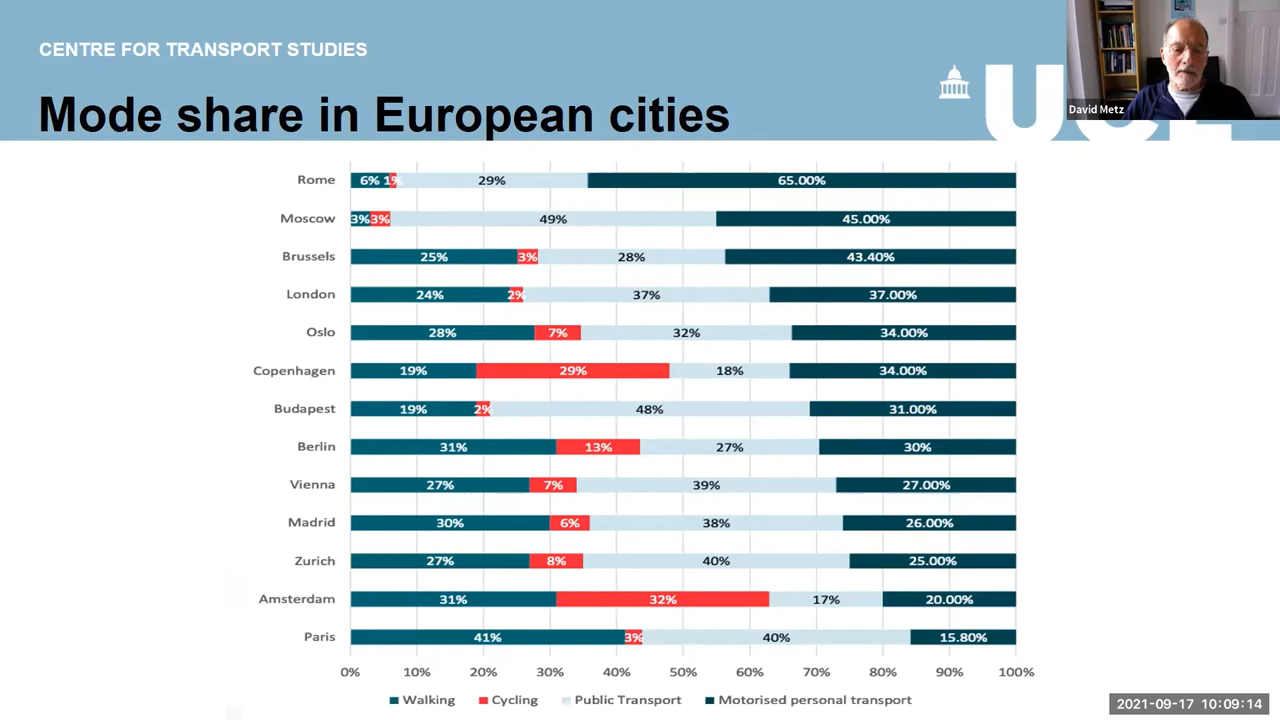 CENTRE FOR TRANSPORT STUDIES
Mode share in European cities
David Metz
Rome 6% 1% 29% 65.00%
Moscow 3% 3% 49% 45.00%
Brussels 25% 3% 28% 43.40%
London 24% 2% 37% 37.00%
Oslo 28% 7% 32% 34.00%
Copenhagen 19% 29% 18% 34.00%
Budapest 19% 2% 48% 31.00%
Berlin 31% 13% 27% 30%
Vienna 27% 7% 39% 27.00%
Madrid 30% 6% 38% 26.00%
Zurich 27% 8% 40% 25.00%
Amsterdam 31% 32% 17% 20.00%
Paris 41% 3% 40% 15.80%
0% 10% 20% 30% 40% 50% 60% 70% 80% 90% 100%
Walking Cycling Public Transport Motorised personal transport
2021-09-17 10:09:14